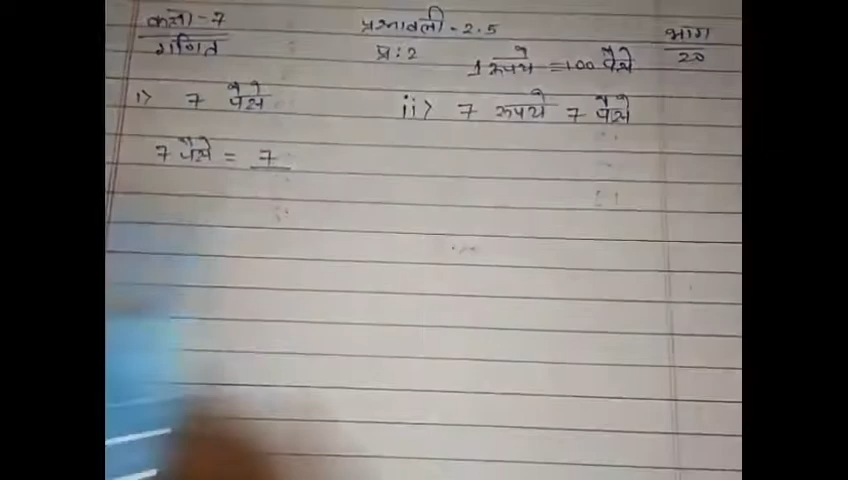 कक्षा - 7
गणित
प्रश्नावली - 2.5
प्र : 2
भाग
20
1 रूपये = 100 पैसे
i> 7 पैसे
ii> 7 रूपये 7 पैसे
7 पैसे = 7